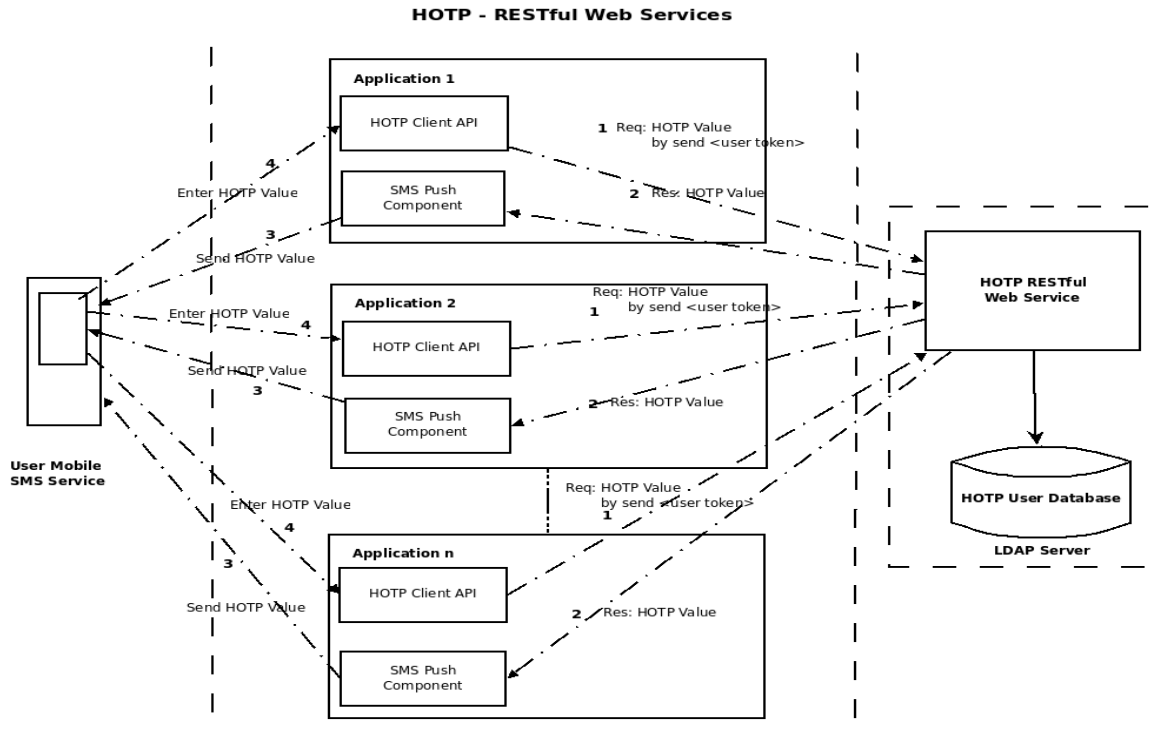 HOTP - RESTful Web Services
Application 1
HOTP Client API
1 Req: HOTP Value
by send <user token>
4
Enter HOTP Value
SMS Push
Component
2 Res: HOTP Value
3
Send HOTP Value
HOTP RESTful
Web Service
Application 2
Req: HOTP Value
1 by send <user token>
Enter HOTP Value
4
HOTP Client API
Send HOTP Value
3
SMS Push
Component
2 Res: HOTP Value
User Mobile
SMS Service
HOTP User Database
LDAP Server
Req: HOTP Value
by send <user token>
1
Enter HOTP Value
4
Application n
3
HOTP Client API
Send HOTP Value
2 Res: HOTP Value
SMS Push
Component